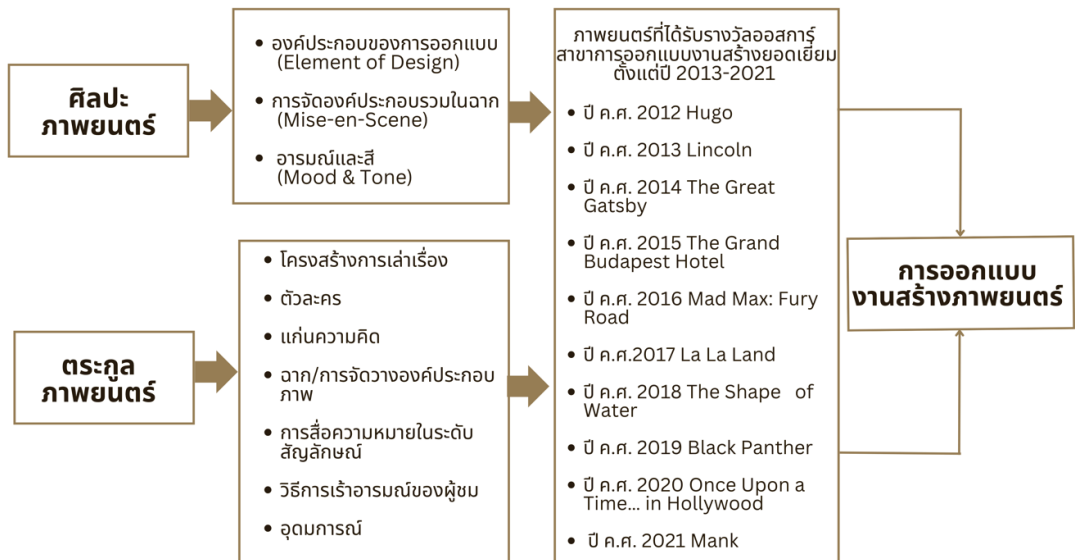 ศิลปะ
ภาพยนตร์
• องค์ประกอบของการออกแบบ
(Element of Design)
• การจัดองค์ประกอบรวมในฉาก
(Mise-en-Scene)
• อารมณ์และสี
(Mood & Tone)
ตระกูล
ภาพยนตร์
• โครงสร้างการเล่าเรื่อง
• ตัวละคร
• แก่นความคิด
• ฉาก/การจัดวางองค์ประกอบ
ภาพ
• การสื่อความหมายในระดับ
สัญลักษณ์
• วิธีการเร้าอารมณ์ของผู้ชม
• อุดมการณ์
ภาพยนตร์ที่ได้รับรางวัลออสการ์
สาขาการออกแบบงานสร้างยอดเยี่ยม
ตั้งแต่ปี 2013-2021
• ปี ค.ศ. 2012 Hugo
• ปี ค.ศ. 2013 Lincoln
• ปี ค.ศ. 2014 The Great
Gatsby
• ปี ค.ศ. 2015 The Grand
Budapest Hotel
• ปี ค.ศ. 2016 Mad Max: Fury
Road
• ปี ค.ศ.2017 La La Land
• ปี ค.ศ. 2018 The Shape of
Water
• ปี ค.ศ. 2019 Black Panther
• ปี ค.ศ. 2020 Once Upon a
Time... in Hollywood
• ปี ค.ศ. 2021 Mank
การออกแบบ
งานสร้างภาพยนตร์